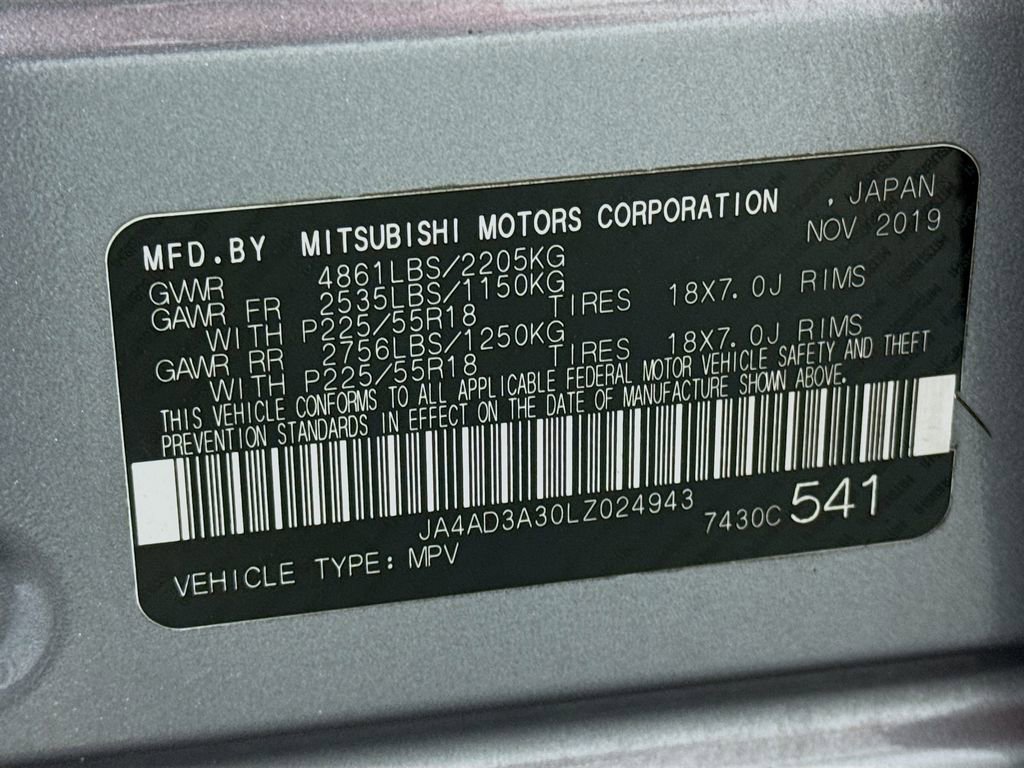 MFD.BY MITSUBISHI MOTORS CORPORATION . JAPAN
NOV 2019
GVWR 4861LBS/2205KG
GAWR FR 2535LBS/1150KG
WITH P225/55R18 TIRES 18X7.0J RIMS
GAWR RR 2756LBS/1250KG
WITH P225/55R18 TIRES 18X7.0J RIMS
THIS VEHICLE CONFORMS TO ALL APPLICABLE FEDERAL MOTOR VEHICLE SAFETY AND THEFT
PREVENTION STANDARDS IN EFFECT ON THE DATE OF MANUFACTURE SHOWN ABOVE.
JA4AD3A30LZ024943 7430C 541
VEHICLE TYPE: MPV